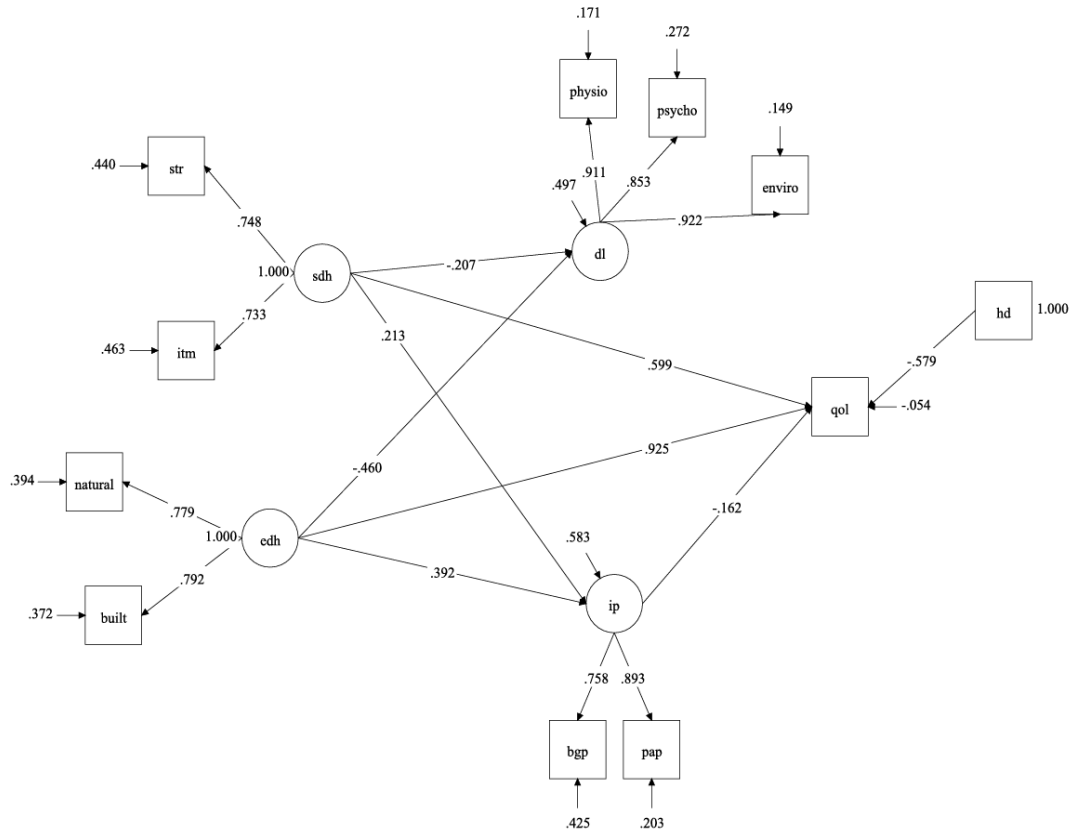 .171
.272
physio
psycho
.149
.440
str
enviro
.911
.853
.497
.748
.922
1.000
sdh
-.207
dl
.733
.213
hd
1.000
.463
itm
.599
-.579
qol
-.054
.925
-.460
.394
natural
.779
-.162
1.000
edh
.583
.392
.792
ip
.372
built
.758
.893
bgp
pap
.425
.203